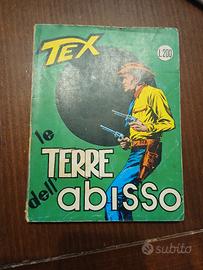 TEX
L.200
le
TERRE
dell'
abisso
subito